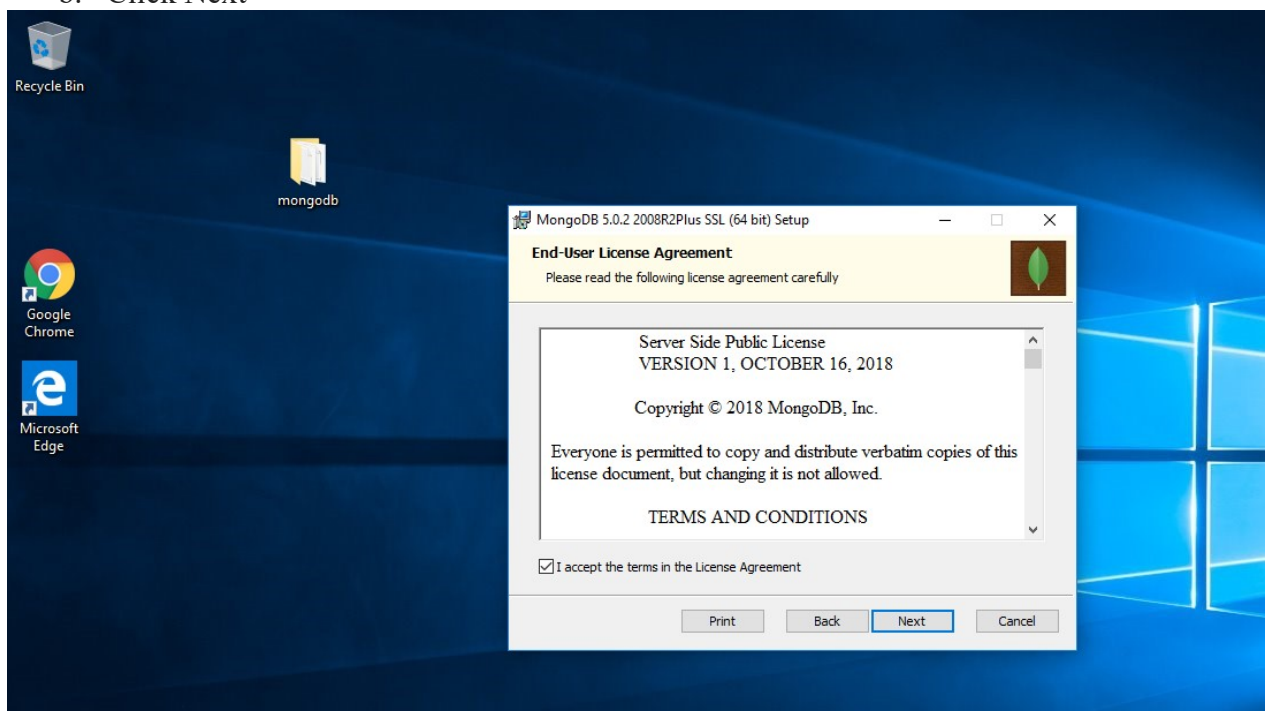 Click Next
Recycle Bin
mongodb
Google
Chrome
Microsoft
Edge
MongoDB 5.0.2 2008R2Plus SSL (64 bit) Setup
End-User License Agreement
Please read the following license agreement carefully
Server Side Public License
VERSION 1, OCTOBER 16, 2018
Copyright © 2018 MongoDB, Inc.
Everyone is permitted to copy and distribute verbatim copies of this
license document, but changing it is not allowed.
TERMS AND CONDITIONS
I accept the terms in the License Agreement
Print Back Next Cancel